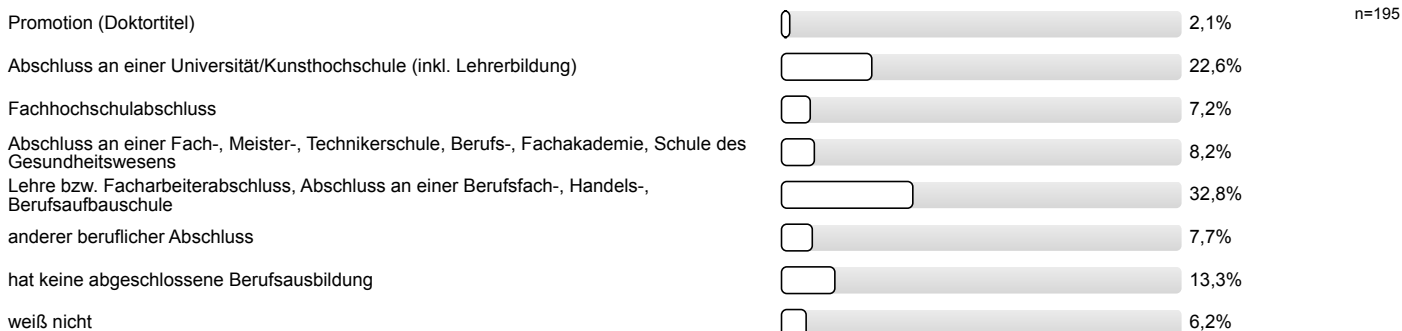 Promotion (Doktortitel) 2,1% n=195
Abschluss an einer Universität/Kunsthochschule (inkl. Lehrerbildung) 22,6%
Fachhochschulabschluss 7,2%
Abschluss an einer Fach-, Meister-, Technikerschule, Berufs-, Fachakademie, Schule des
Gesundheitswesens 8,2%
Lehre bzw. Facharbeiterabschluss, Abschluss an einer Berufsfach-, Handels-,
Berufsaufbauschule 32,8%
anderer beruflicher Abschluss 7,7%
hat keine abgeschlossene Berufsausbildung 13,3%
weiß nicht 6,2%